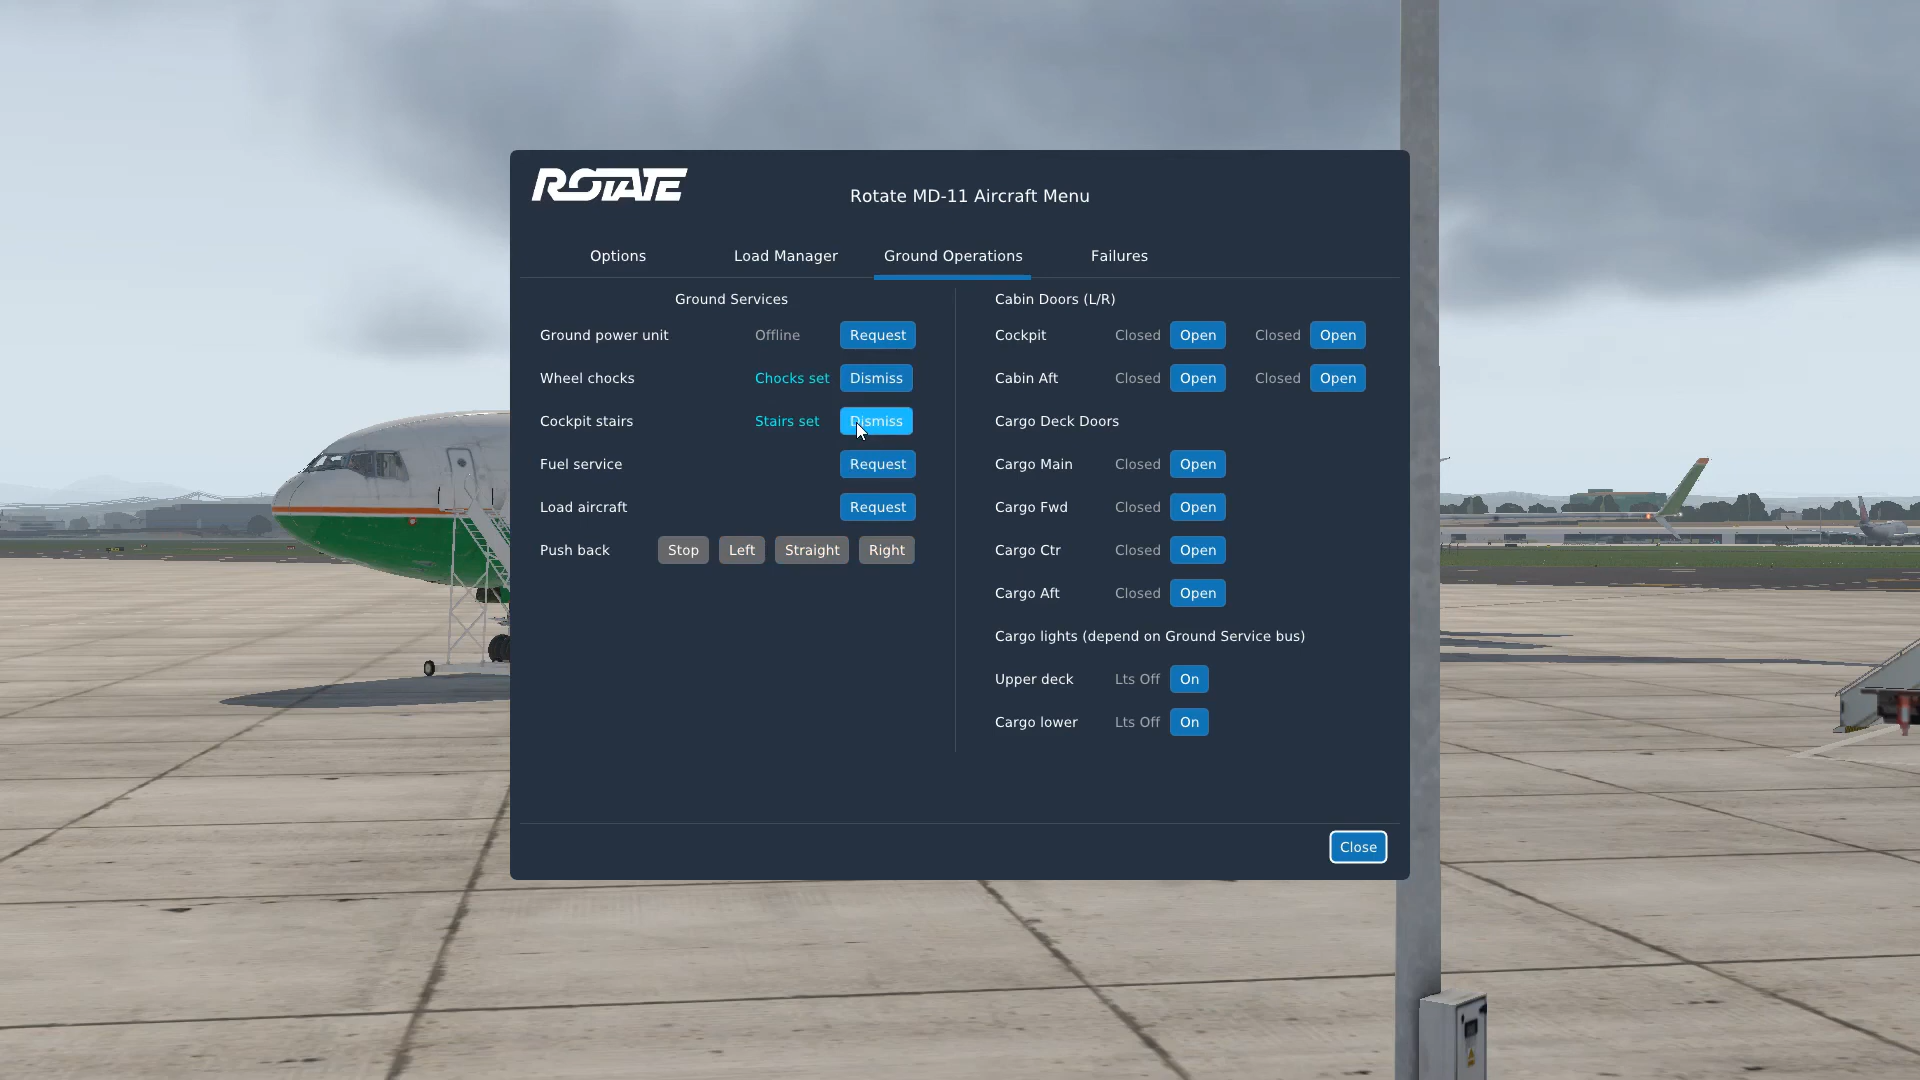 ROTATE
Rotate MD-11 Aircraft Menu
Options Load Manager Ground Operations Failures
Ground Services
Ground power unit Offline Request
Wheel chocks Chocks set Dismiss
Cockpit stairs Stairs set Dismiss
Fuel service Request
Load aircraft Request
Push back Stop Left Straight Right
Cabin Doors (L/R)
Cockpit Closed Open Closed Open
Cabin Aft Closed Open Closed Open
Cargo Deck Doors
Cargo Main Closed Open
Cargo Fwd Closed Open
Cargo Ctr Closed Open
Cargo Aft Closed Open
Cargo lights (depend on Ground Service bus)
Upper deck Lts Off On
Cargo lower Lts Off On
Close